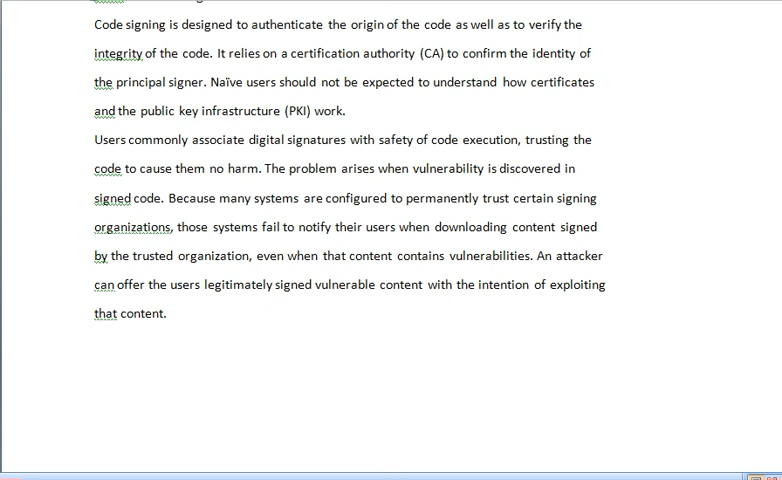 Code signing is designed to authenticate the origin of the code as well as to verify the
integrity of the code. It relies on a certification authority (CA) to confirm the identity of
the principal signer. Naïve users should not be expected to understand how certificates
and the public key infrastructure (PKI) work.
Users commonly associate digital signatures with safety of code execution, trusting the
code to cause them no harm. The problem arises when vulnerability is discovered in
signed code. Because many systems are configured to permanently trust certain signing
organizations, those systems fail to notify their users when downloading content signed
by the trusted organization, even when that content contains vulnerabilities. An attacker
can offer the users legitimately signed vulnerable content with the intention of exploiting
that content.